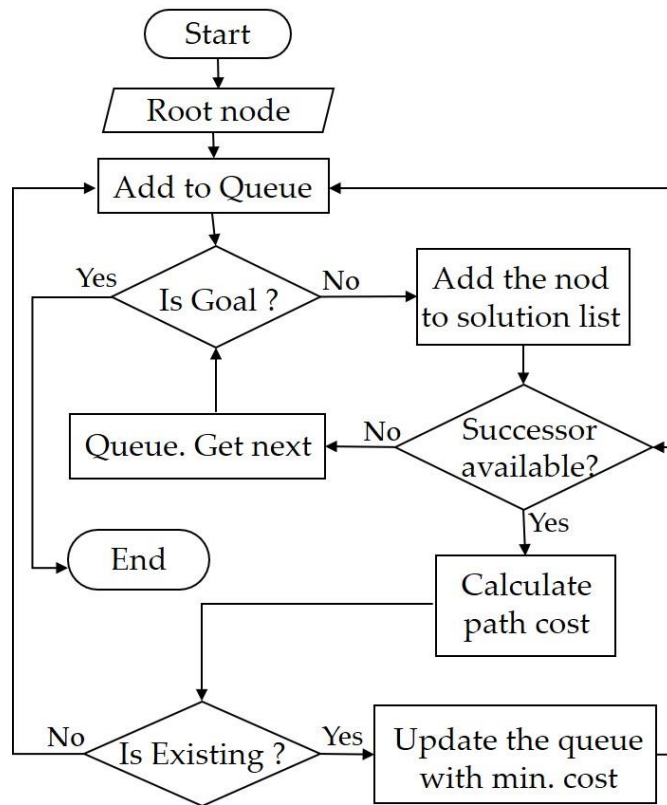 Start
Root node
Add to Queue
Yes
Is Goal ?
No
Add the nod
to solution list
Queue. Get next
No
Successor
available?
Yes
End
Calculate
path cost
No
Is Existing ?
Yes
Update the queue
with min. cost